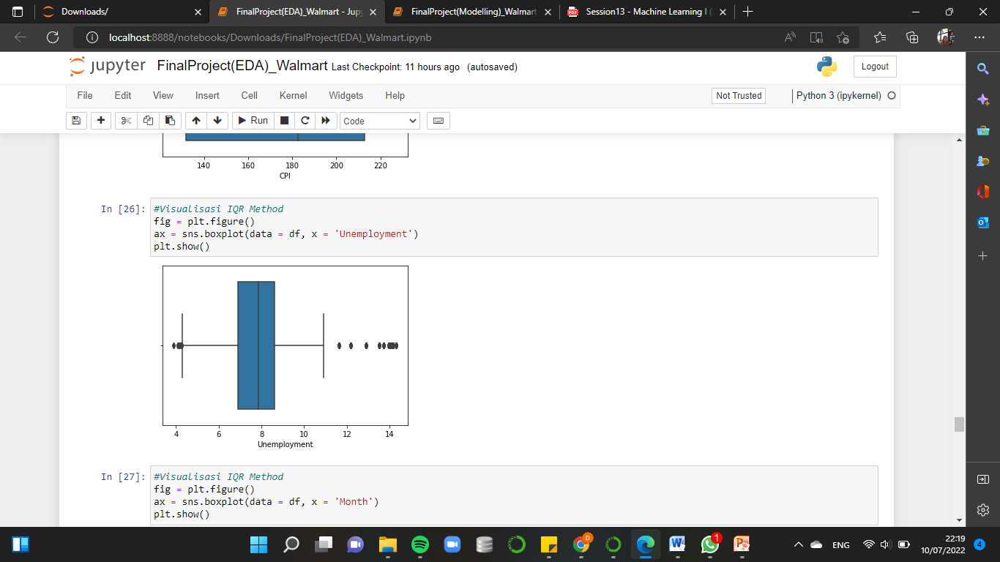 Downloads/
FinalProject(EDA)_Walmart - Jup
FinalProject(Modelling)_Walmart
PDF
Session13 - Machine Learning I (
localhost:8888/notebooks/Downloads/FinalProject(EDA)_Walmart.ipynb
jupyter FinalProject(EDA)_Walmart Last Checkpoint: 11 hours ago (autosaved)
Logout
File Edit View Insert Cell Kernel Widgets Help
Not Trusted
Python 3 (ipykernel)
Run
Code
140 160 180 200 220
CPI
In [26]:
#Visualisasi IQR Method
fig = plt.figure()
ax = sns.boxplot(data = df, x = 'Unemployment')
plt.show()
4 6 8 10 12 14
Unemployment
In [27]:
#Visualisasi IQR Method
fig = plt.figure()
ax = sns.boxplot(data = df, x = 'Month')
plt.show()
D
1
ENG
22:19
10/07/2022
4